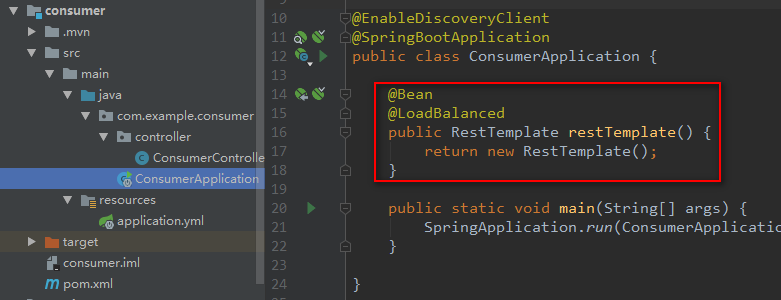 consumer
.mvn
src
main
java
com.example.consumer
controller
ConsumerControlle
ConsumerApplication
resources
application.yml
target
consumer.iml
pom.xml
10 @EnableDiscoveryClient
11 @SpringBootApplication
12 public class ConsumerApplication {
13
14 @Bean
15 @LoadBalanced
16 public RestTemplate restTemplate() {
17 return new RestTemplate();
18 }
20 public static void main(String[] args) {
21 SpringApplication.run(ConsumerApplication
22 }
23
24 }